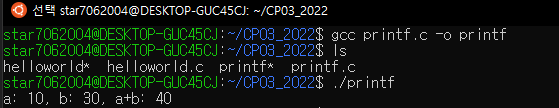 선택 star7062004@DESKTOP-GUC45CJ: ~/CP03_2022
star7062004@DESKTOP-GUC45CJ:~/CP03_2022$ gcc printf.c -o printf
star7062004@DESKTOP-GUC45CJ:~/CP03_2022$ ls
helloworld*  helloworld.c  printf*  printf.c
star7062004@DESKTOP-GUC45CJ:~/CP03_2022$ ./printf
a: 10, b: 30, a+b: 40